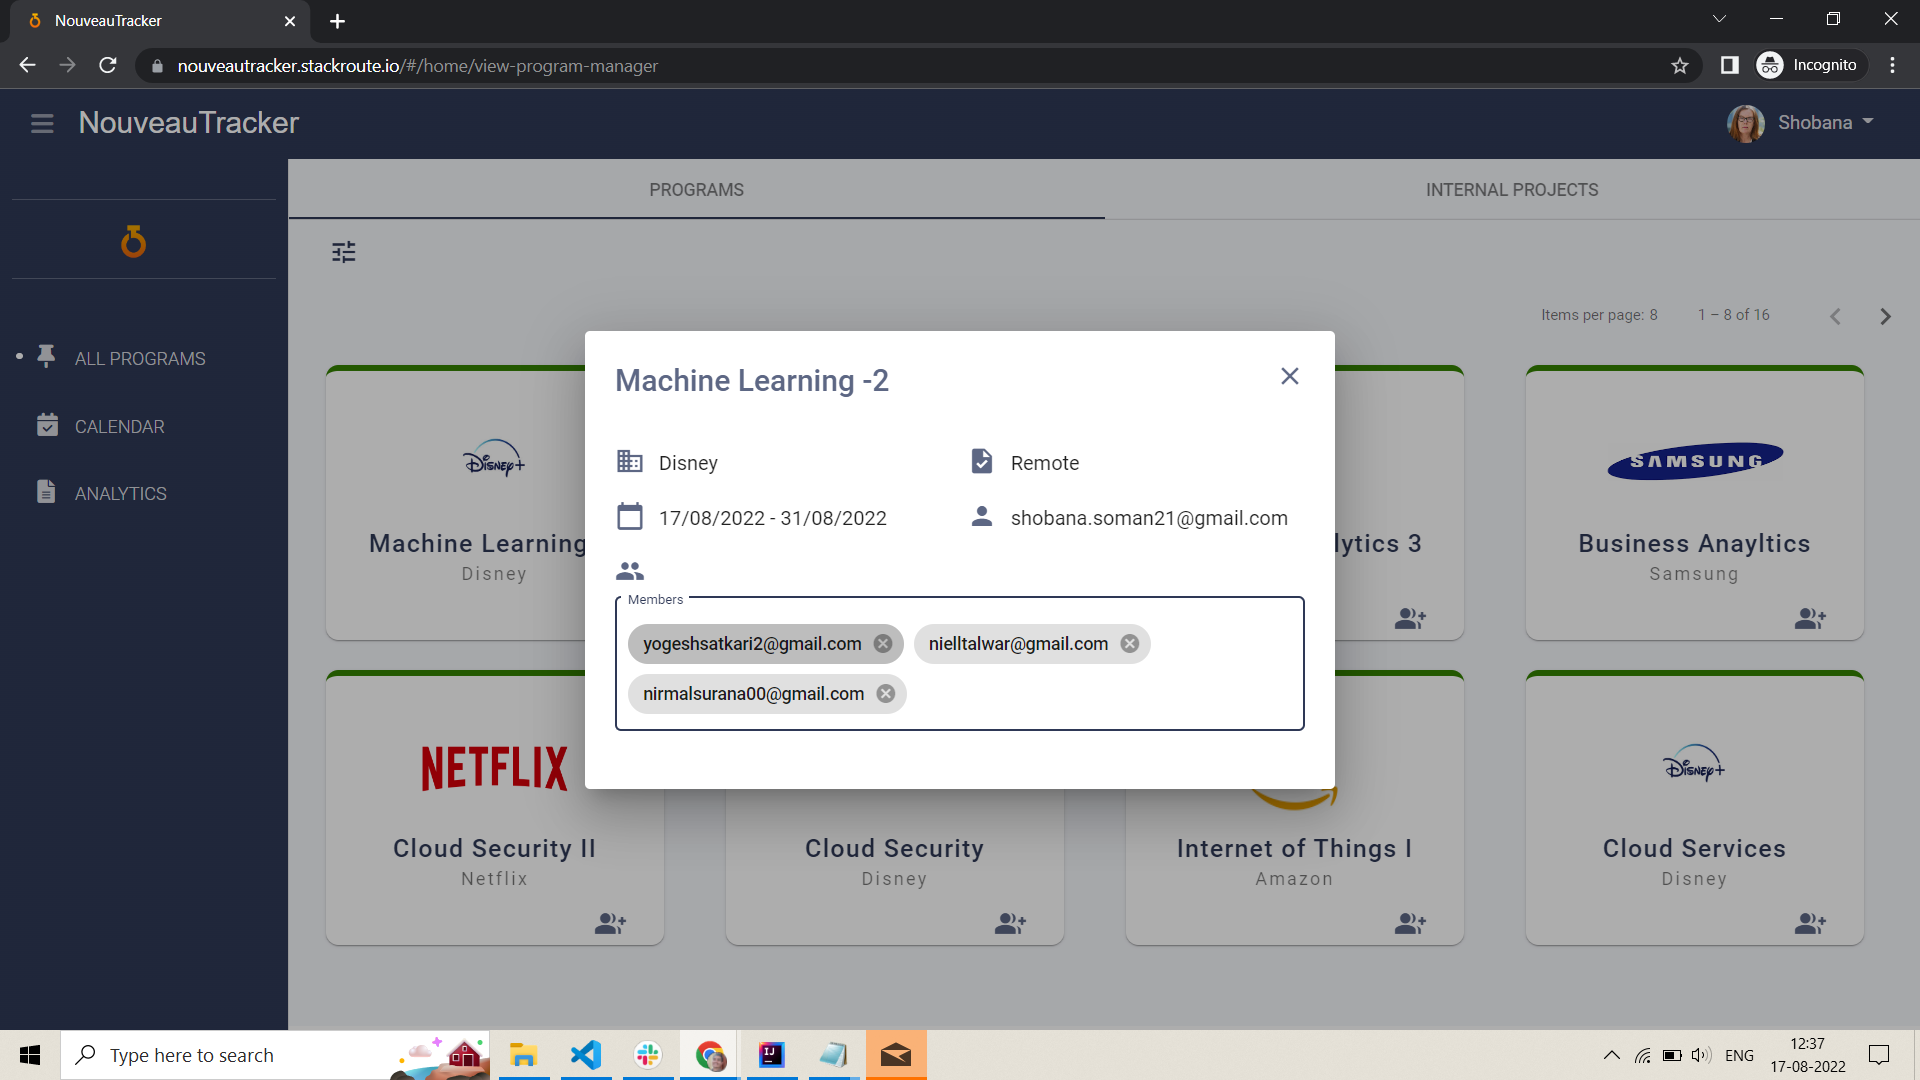 NouveauTracker
nouveautracker.stackroute.io/#/home/view-program-manager
Incognito
NouveauTracker
Shobana
PROGRAMS
INTERNAL PROJECTS
Items per page: 8
1 – 8 of 16
ALL PROGRAMS
CALENDAR
ANALYTICS
Machine Learning -2
Disney
Remote
17/08/2022 - 31/08/2022
shobana.soman21@gmail.com
Members
yogeshsatkari2@gmail.com
nielltalwar@gmail.com
nirmalsurana00@gmail.com
Disney+
SAMSUNG
Machine Learning
lytics 3
Business Anayltics
Disney
Samsung
NETFLIX
Disney+
Cloud Security II
Cloud Security
Internet of Things I
Cloud Services
Netflix
Disney
Amazon
Disney
Type here to search
IJ
ENG
12:37
17-08-2022